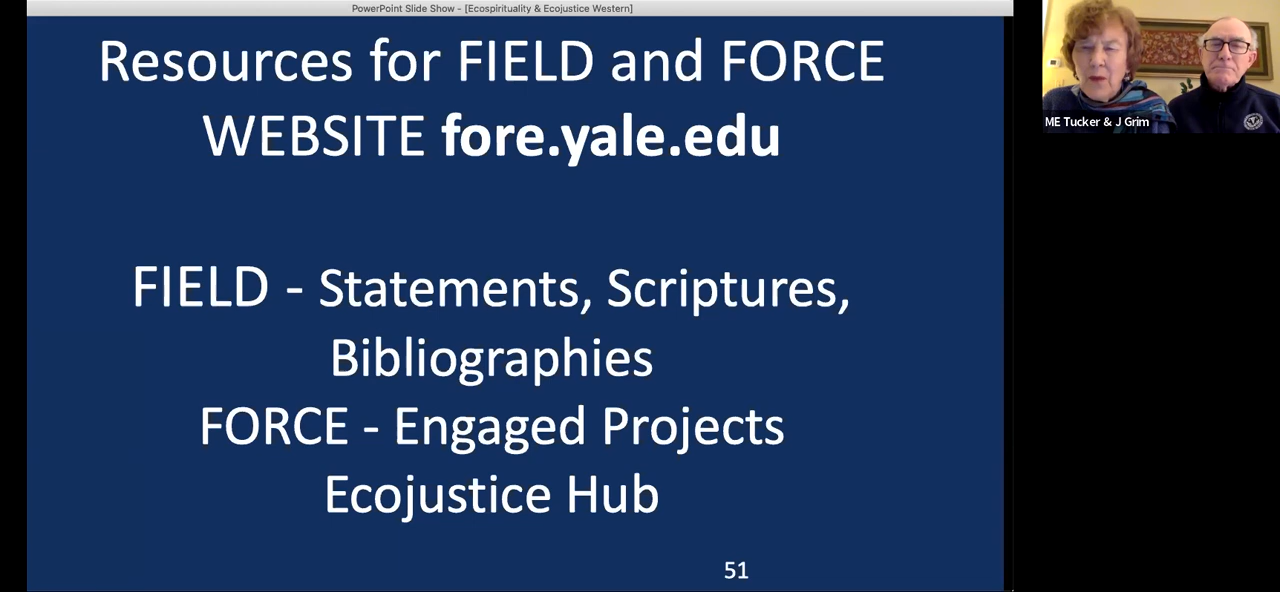 PowerPoint Slide Show - [Ecospirituality & Ecojustice Western]
Resources for FIELD and FORCE
WEBSITE fore.yale.edu
FIELD - Statements, Scriptures,
Bibliographies
FORCE - Engaged Projects
Ecojustice Hub
51
ME Tucker & J Grim